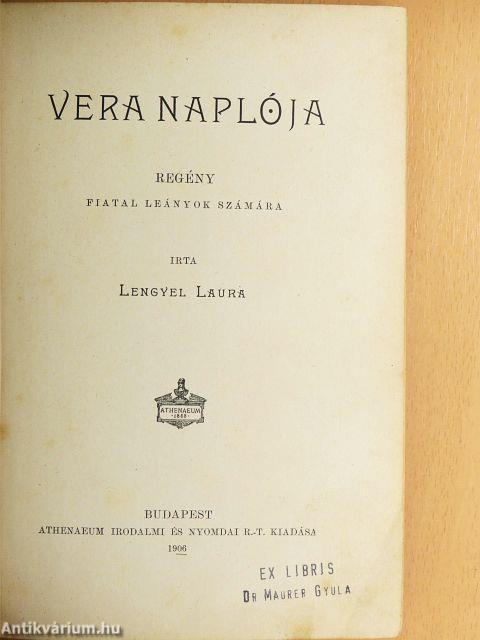 VERA NAPLÓJA
REGÉNY
FIATAL LEÁNYOK SZÁMÁRA
IRTA
LENGYEL LAURA
ATHENAEUM
1868
BUDAPEST
ATHENAEUM IRODALMI ÉS NYOMDAI R.-T. KIADÁSA
1906
EX LIBRIS
DR MAURER GYULA
Antikvárium.hu